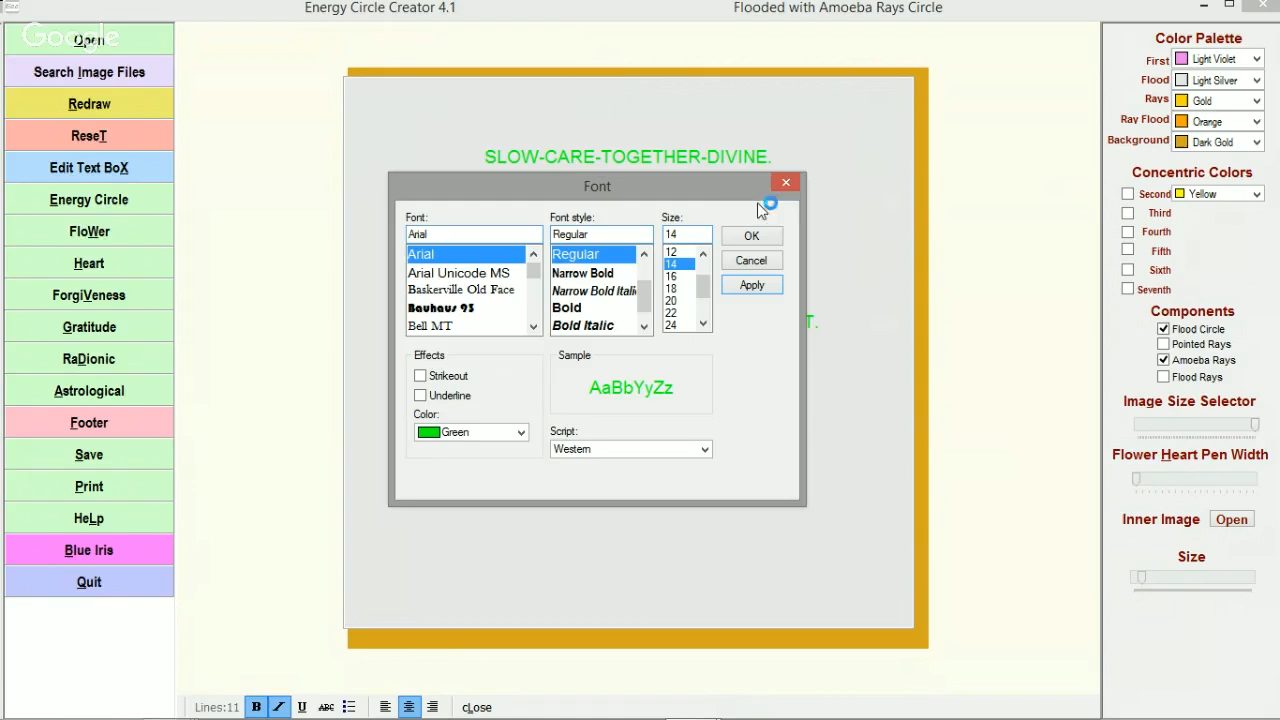 Energy Circle Creator 4.1
Flooded with Amoeba Rays Circle
Google
Open
Search Image Files
Redraw
ReseT
Edit Text BoX
Energy Circle
FloWer
Heart
ForgiVeness
Gratitude
RaDionic
Astrological
Footer
Save
Print
HeLp
Blue Iris
Quit
SLOW-CARE-TOGETHER-DIVINE.
T.
Font
Font:
Arial
Arial
Arial Unicode MS
Baskerville Old Face
Bauhaus 93
Bell MT
Font style:
Regular
Regular
Narrow Bold
Narrow Bold Itali
Bold
Bold Italic
Size:
14
12
14
16
18
20
22
24
OK
Cancel
Apply
Effects
Strikeout
Underline
Color:
Green
Sample
AaBbYyZz
Script:
Western
Lines:11
B
I
U
ABC
cLose
Color Palette
First Light Violet
Flood Light Silver
Rays Gold
Ray Flood Orange
Background Dark Gold
Concentric Colors
Second Yellow
Third
Fourth
Fifth
Sixth
Seventh
Components
Flood Circle
Pointed Rays
Amoeba Rays
Flood Rays
Image Size Selector
Flower Heart Pen Width
Inner Image Open
Size